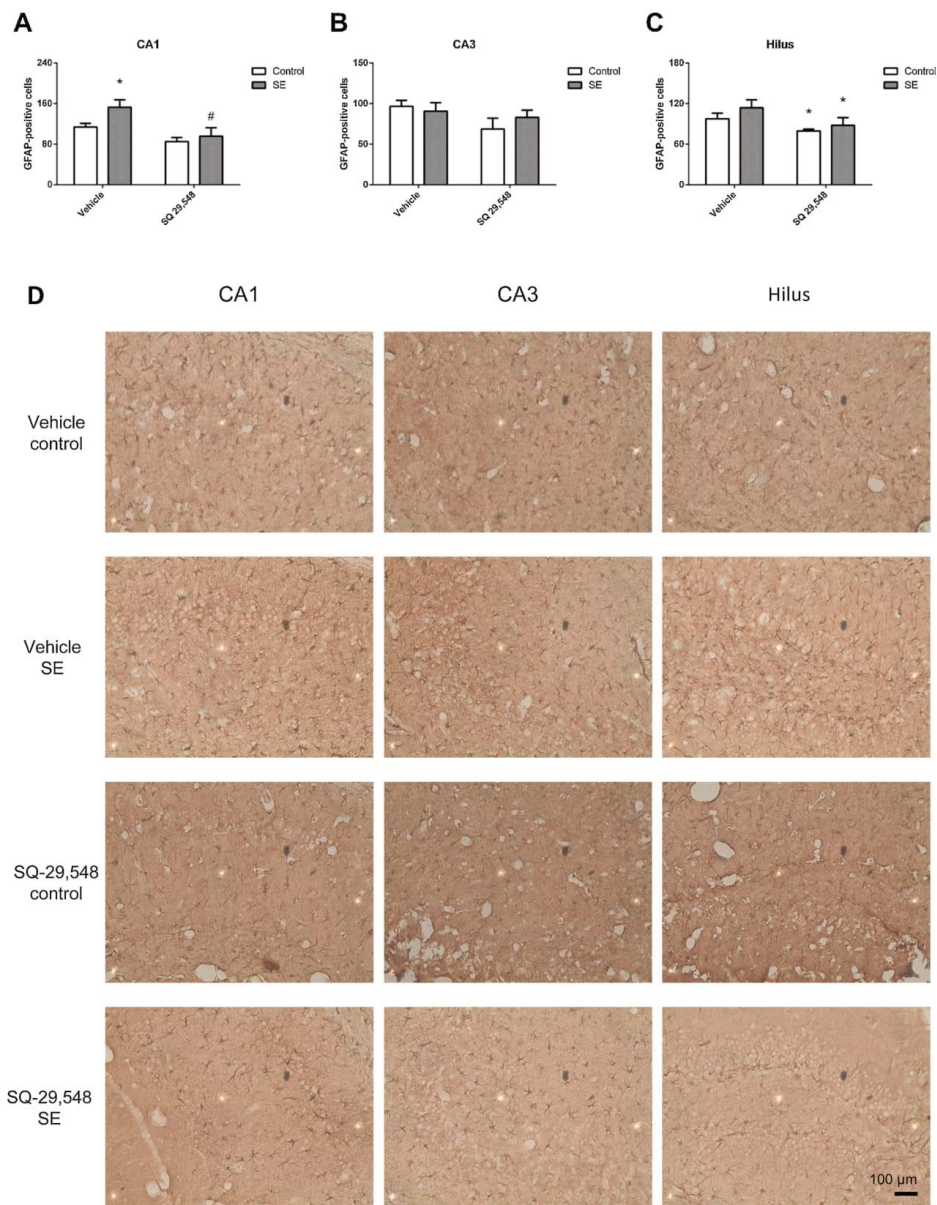 A
CA1
GFAP-positive cells
240
160
80
0
*
#
Control
SE
Vehicle
SQ 29,548
B
CA3
GFAP-positive cells
150
100
50
0
Control
SE
Vehicle
SQ 29,548
C
Hilus
GFAP-positive cells
180
120
60
0
*
*
Control
SE
Vehicle
SQ 29,548
D
CA1
CA3
Hilus
Vehicle
control
Vehicle
SE
SQ-29,548
control
SQ-29,548
SE
100 µm